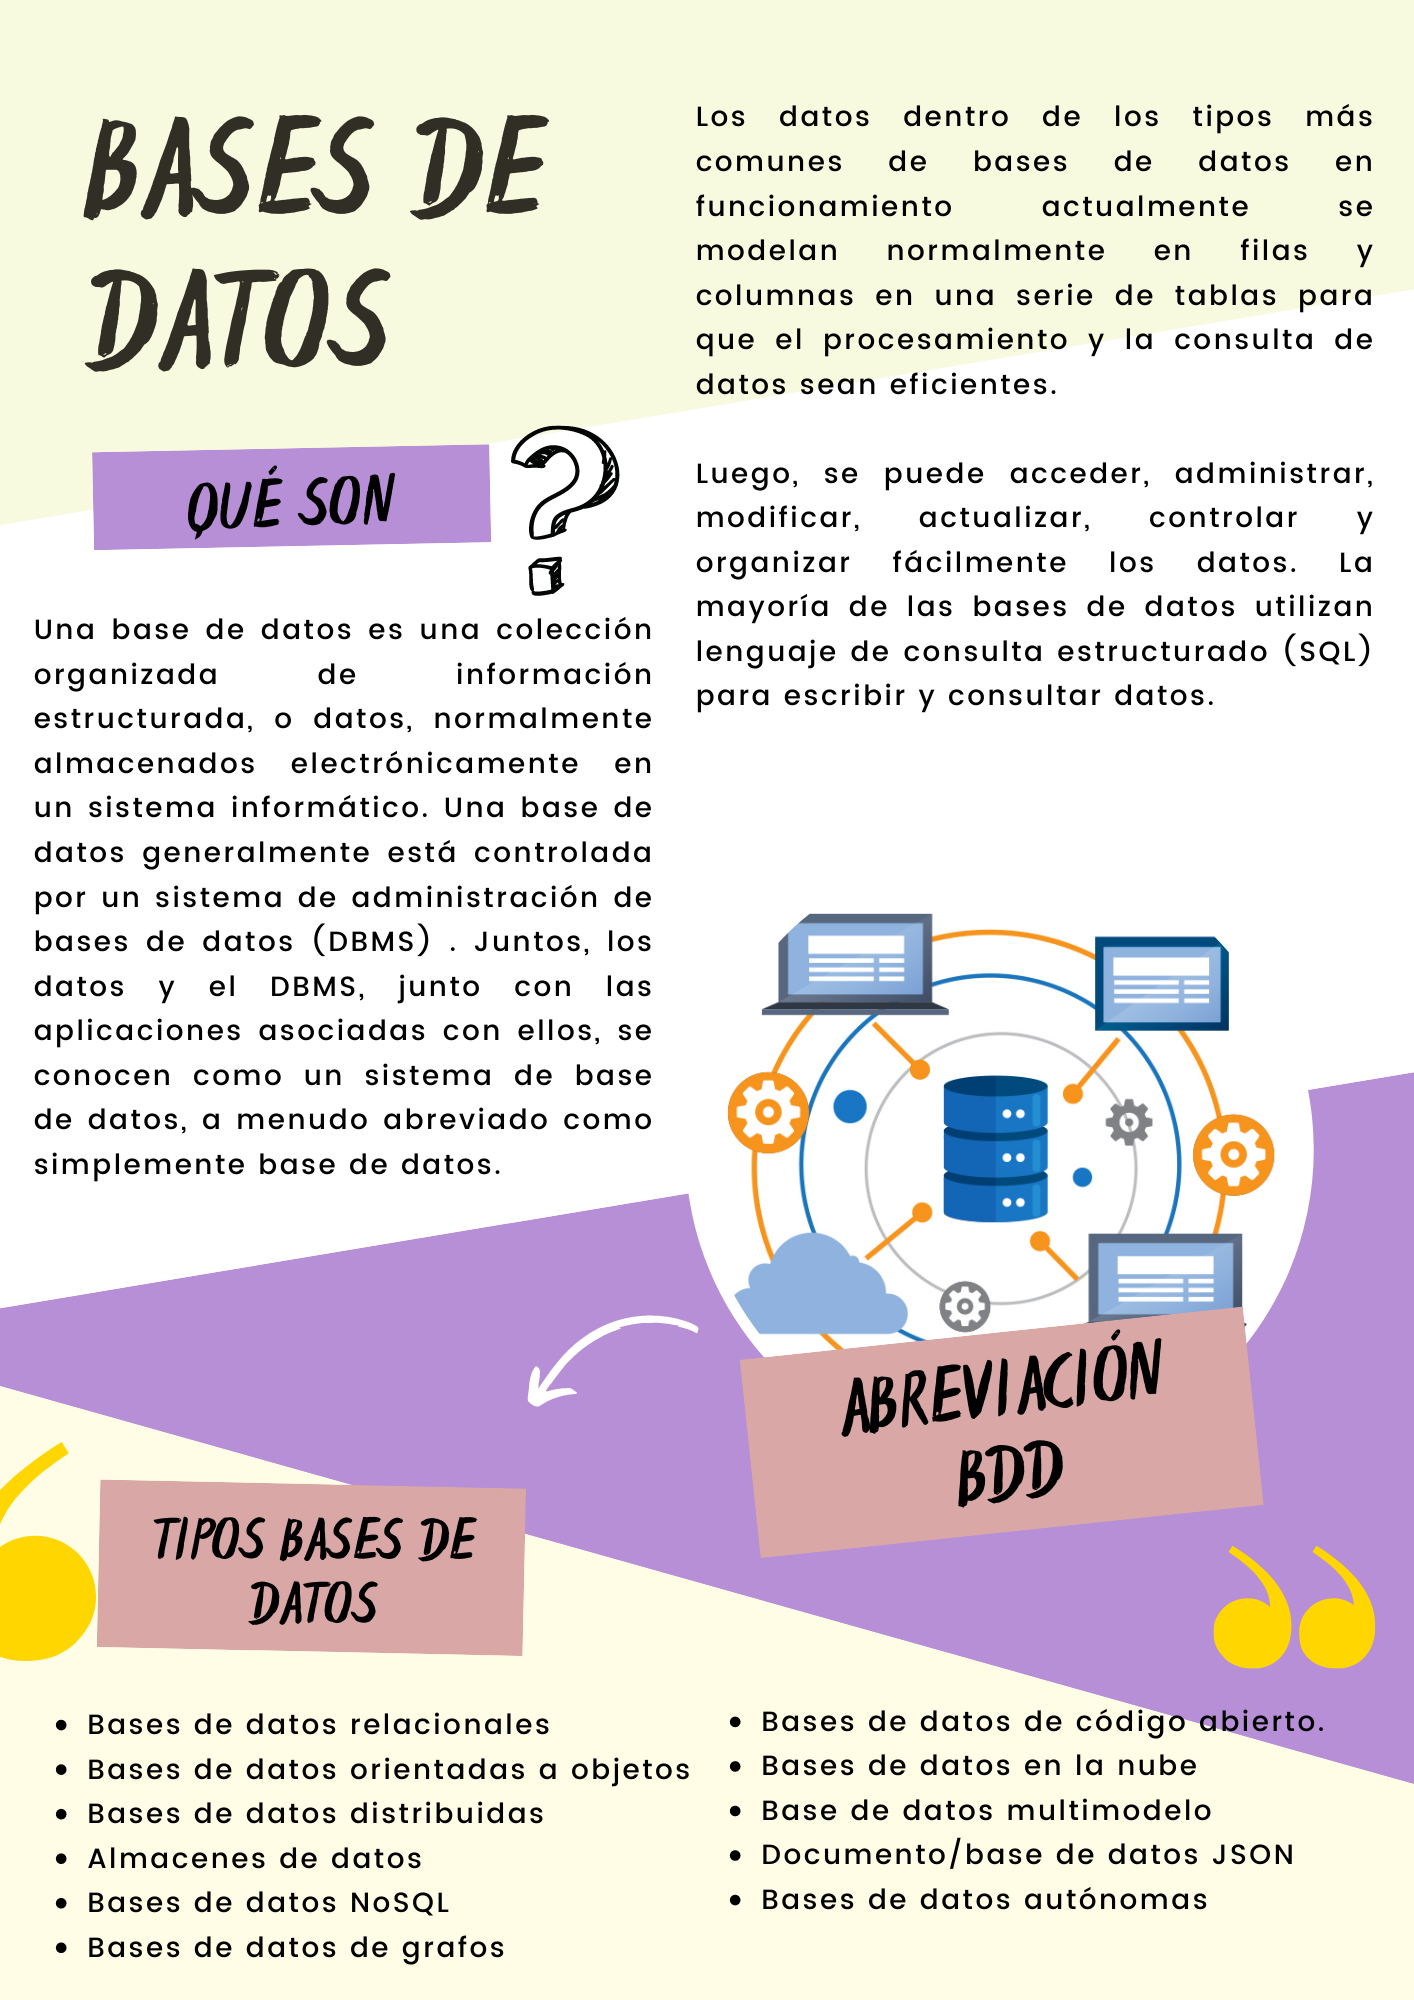 BASES DE
DATOS
QUÉ SON
?
Una base de datos es una colección
organizada de información
estructurada, o datos, normalmente
almacenados electrónicamente en
un sistema informático. Una base de
datos generalmente está controlada
por un sistema de administración de
bases de datos (DBMS) . Juntos, los
datos y el DBMS, junto con las
aplicaciones asociadas con ellos, se
conocen como un sistema de base
de datos, a menudo abreviado como
simplemente base de datos.
Los datos dentro de los tipos más
comunes de bases de datos en
funcionamiento actualmente se
modelan normalmente en filas y
columnas en una serie de tablas para
que el procesamiento y la consulta de
datos sean eficientes.
Luego, se puede acceder, administrar,
modificar, actualizar, controlar y
organizar fácilmente los datos. La
mayoría de las bases de datos utilizan
lenguaje de consulta estructurado (SQL)
para escribir y consultar datos.
ABREVIACIÓN
BDD
TIPOS BASES DE
DATOS
• Bases de datos relacionales
• Bases de datos orientadas a objetos
• Bases de datos distribuidas
• Almacenes de datos
• Bases de datos NoSQL
• Bases de datos de grafos
• Bases de datos de código abierto.
• Bases de datos en la nube
• Base de datos multimodelo
• Documento/base de datos JSON
• Bases de datos autónomas